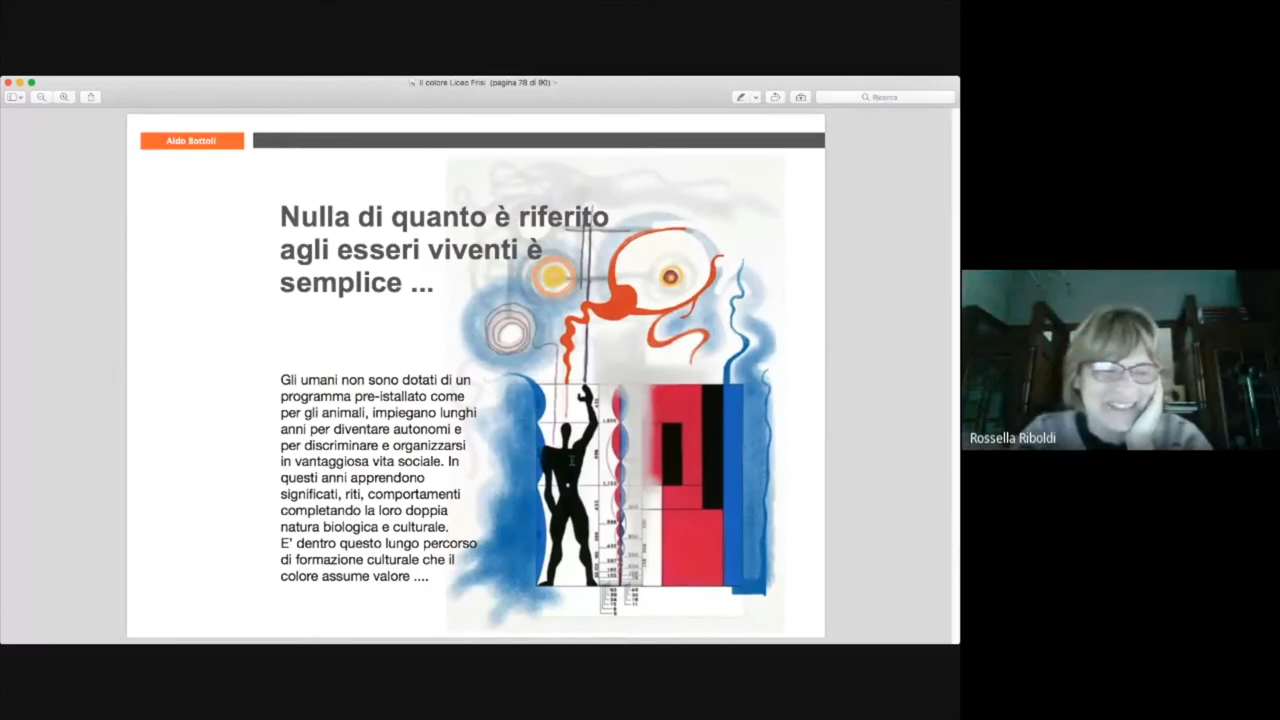 Il colore Liceo Frisi (pagina 78 di 90)
Ricerca
Aldo Bottoli
Nulla di quanto è riferito
agli esseri viventi è
semplice ...
Gli umani non sono dotati di un
programma pre-istallato come
per gli animali, impiegano lunghi
anni per diventare autonomi e
per discriminare e organizzarsi
in vantaggiosa vita sociale. In
questi anni apprendono
significati, riti, comportamenti
completando la loro doppia
natura biologica e culturale.
E' dentro questo lungo percorso
di formazione culturale che il
colore assume valore ....
Rossella Riboldi